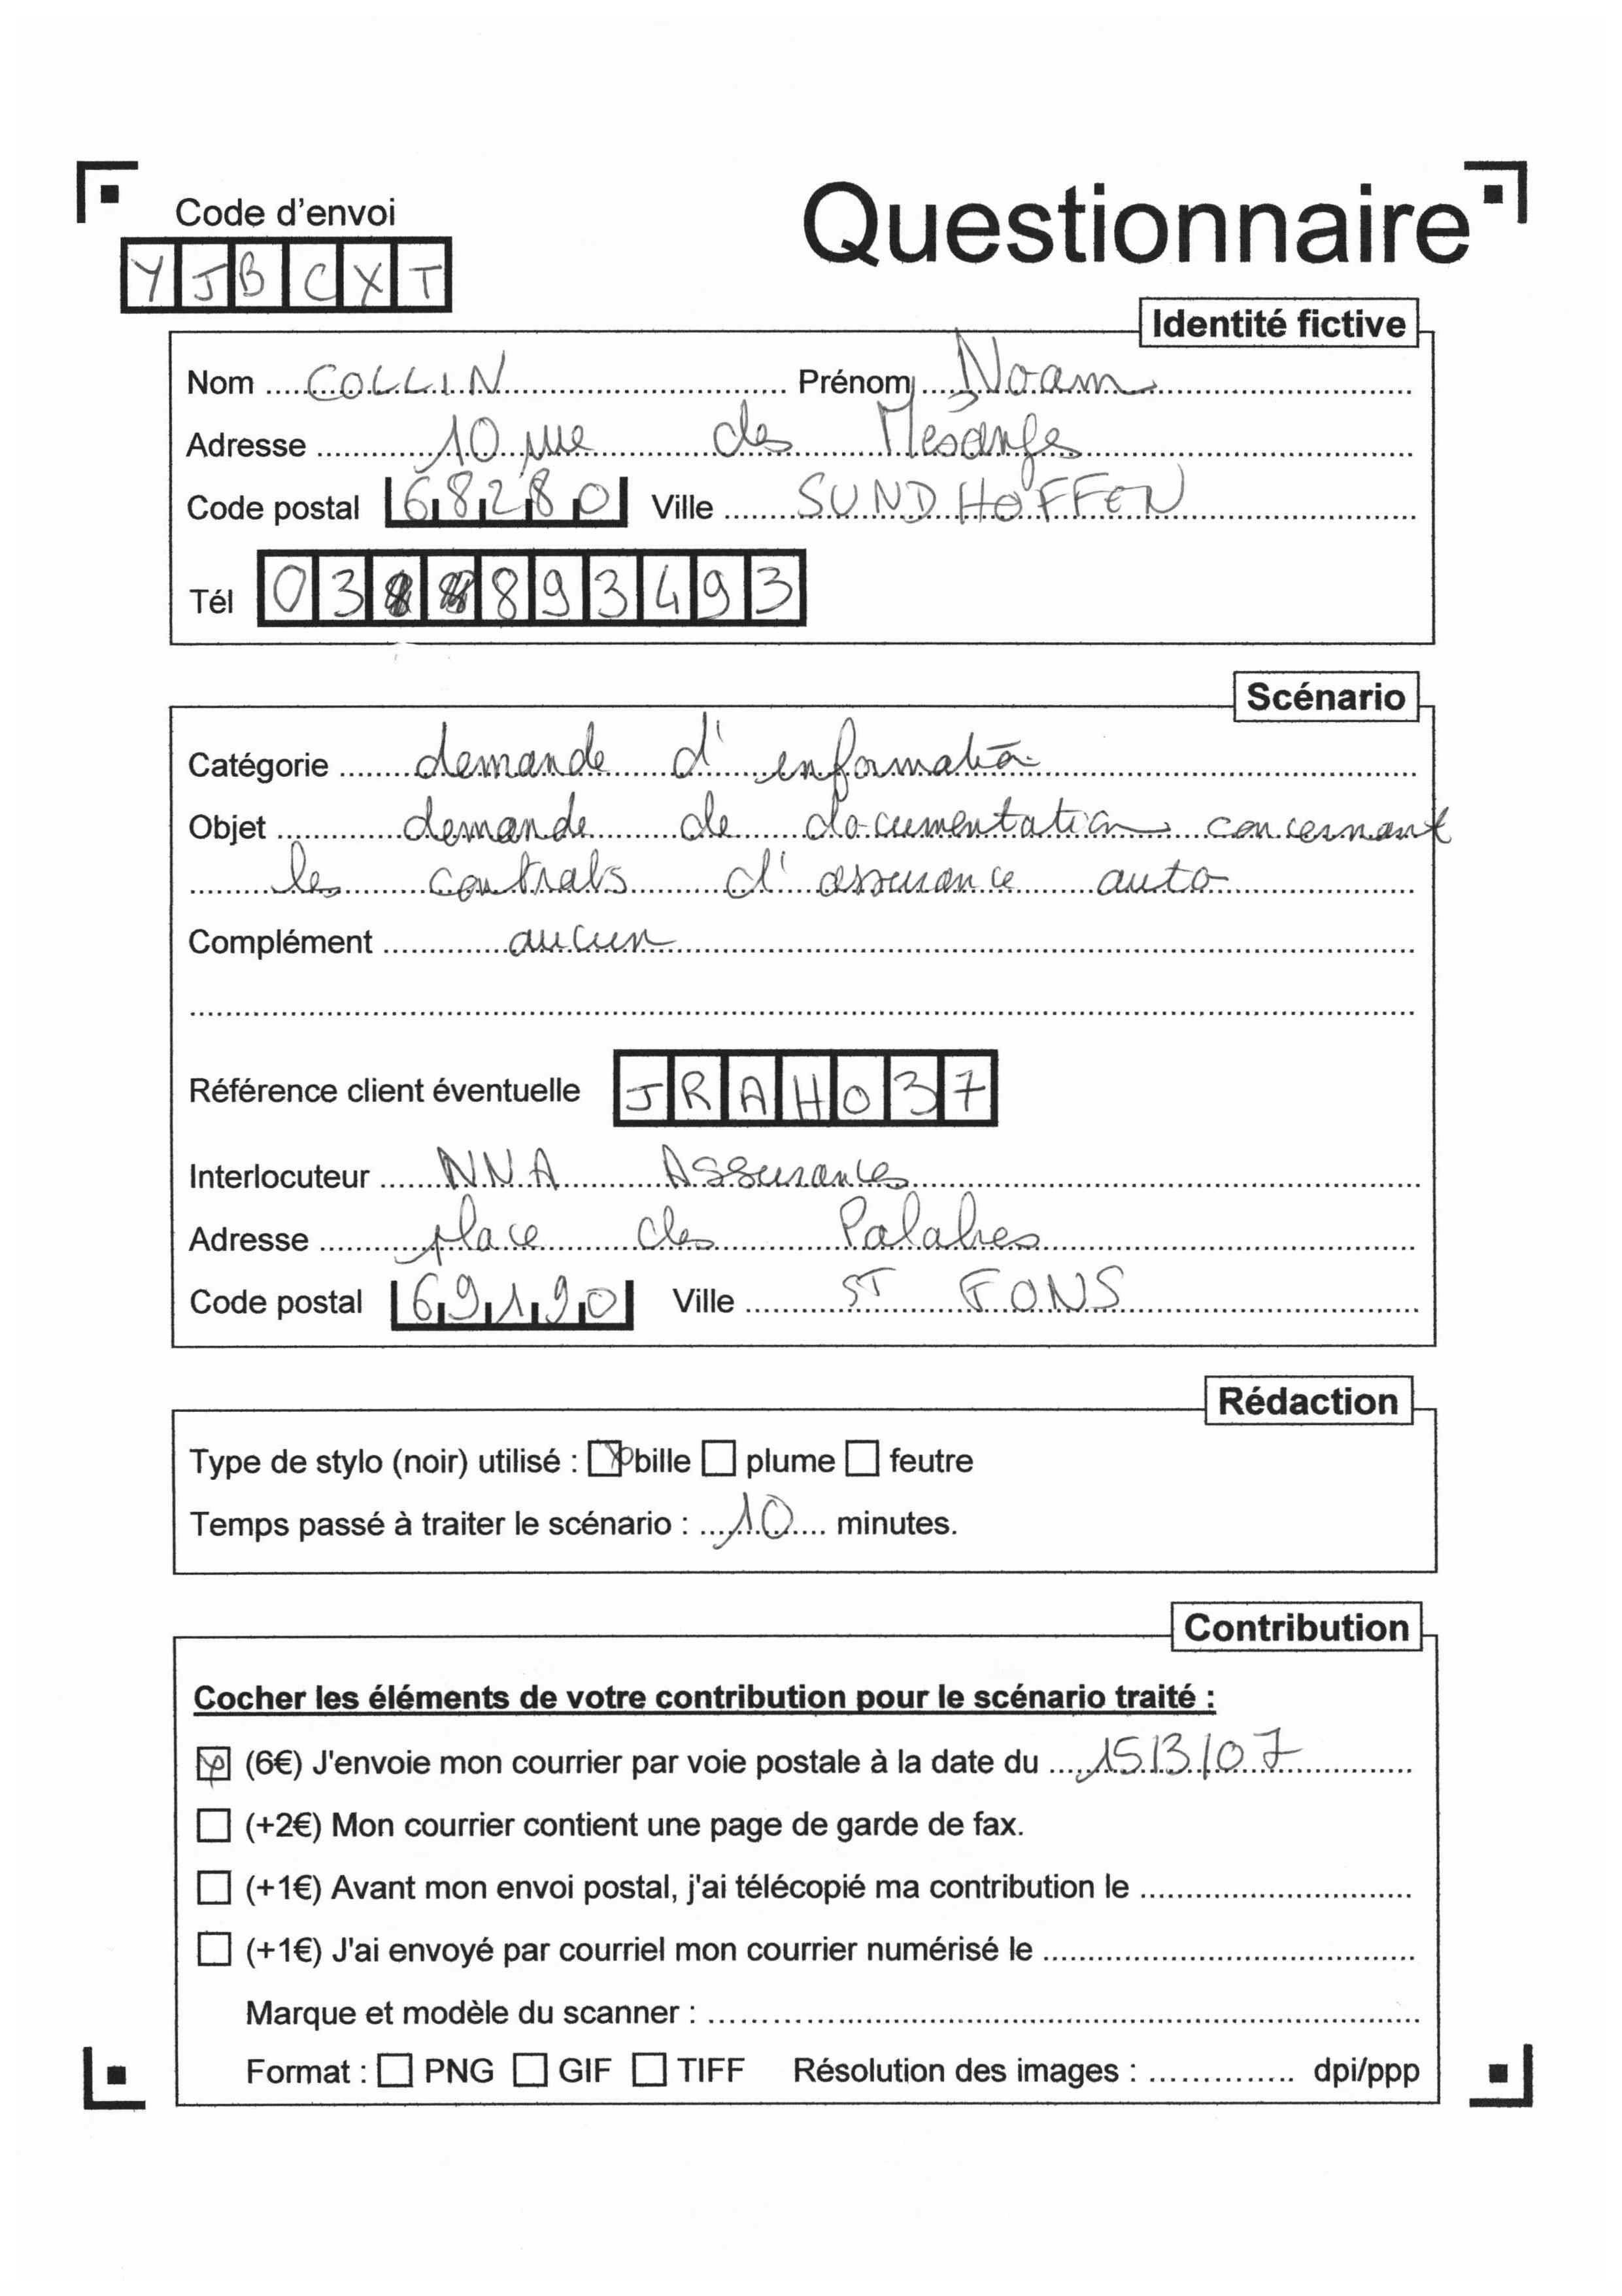 Code d'envoi
Questionnaire
YJBCXT
Identité fictive
Nom COLLIN Prénom Noam
Adresse 10 rue des Mésanges
Code postal 68280 Ville SUNDHOFFEN
Tél 03 893493
Scénario
Catégorie demande d'information
Objet demande de documentation concernant
les contrats d'assurance auto
Complément aucun
Référence client éventuelle JRAHO37
Interlocuteur NNA Assurances
Adresse place des Palabres
Code postal 69190 Ville ST FONS
Rédaction
Type de stylo (noir) utilisé : bille plume feutre
Temps passé à traiter le scénario : 10 minutes.
Contribution
Cocher les éléments de votre contribution pour le scénario traité :
(6€) J'envoie mon courrier par voie postale à la date du 15/3/07
(+2€) Mon courrier contient une page de garde de fax.
(+1€) Avant mon envoi postal, j'ai télécopié ma contribution le
(+1€) J'ai envoyé par courriel mon courrier numérisé le
Marque et modèle du scanner :
Format : PNG GIF TIFF Résolution des images : dpi/ppp